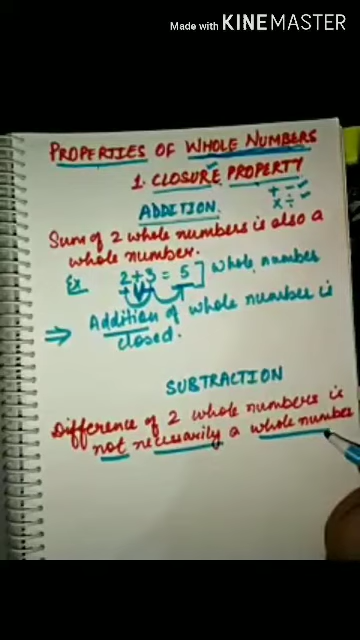 Made with KINEMASTER
PROPERTIES OF WHOLE NUMBERS
1. CLOSURE PROPERTY
+ - ✓
× ÷ ✓
ADDITION
Sum of 2 whole numbers is also a
whole number.
Ex 2 + 3 = 5 ] whole number
⇒ Addition of whole number is
closed.
SUBTRACTION
Difference of 2 whole numbers is
not necessarily a whole number